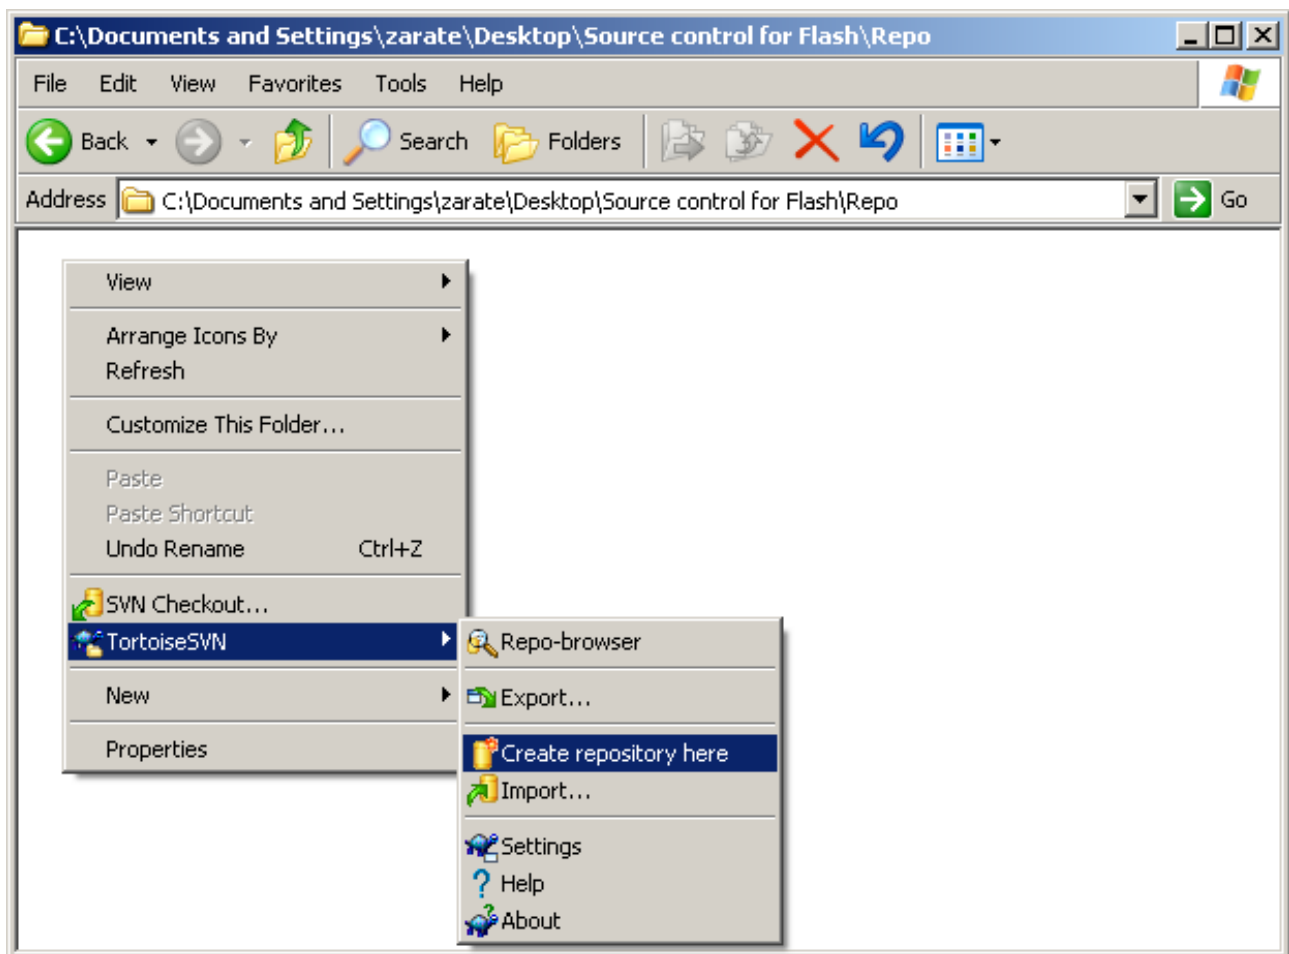 C:\Documents and Settings\zarate\Desktop\Source control for Flash\Repo
File Edit View Favorites Tools Help
Back Search Folders
Address C:\Documents and Settings\zarate\Desktop\Source control for Flash\Repo Go
View
Arrange Icons By
Refresh
Customize This Folder...
Paste
Paste Shortcut
Undo Rename Ctrl+Z
SVN Checkout...
TortoiseSVN
New
Properties
Repo-browser
Export...
Create repository here
Import...
Settings
Help
About